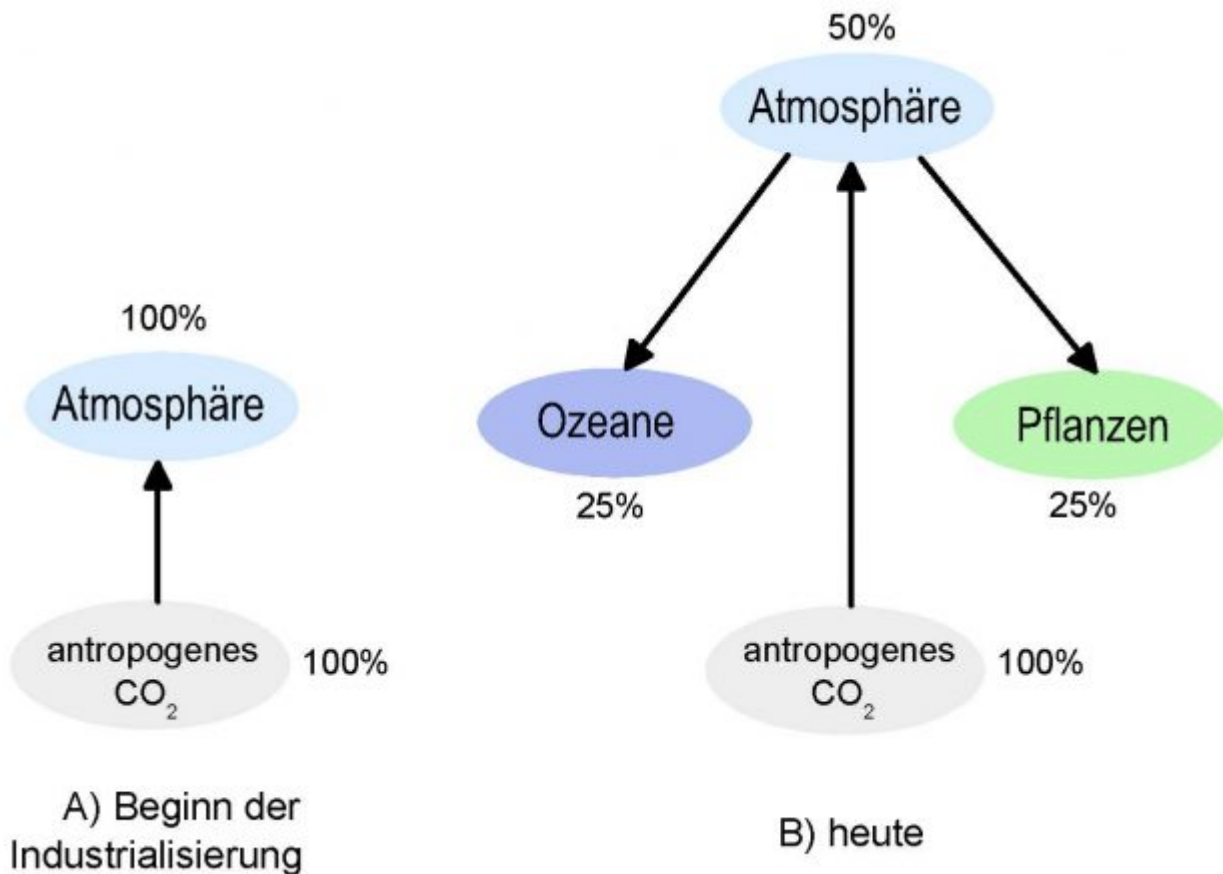 100%
Atmosphäre
antropogenes
CO₂
100%
A) Beginn der
Industrialisierung
50%
Atmosphäre
Ozeane
25%
Pflanzen
25%
antropogenes
CO₂
100%
B) heute